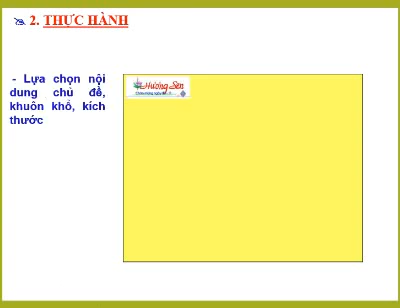 2. THỰC HÀNH
- Lựa chọn nội
dung chủ đề,
khuôn khổ, kích
thước
Hương Sen